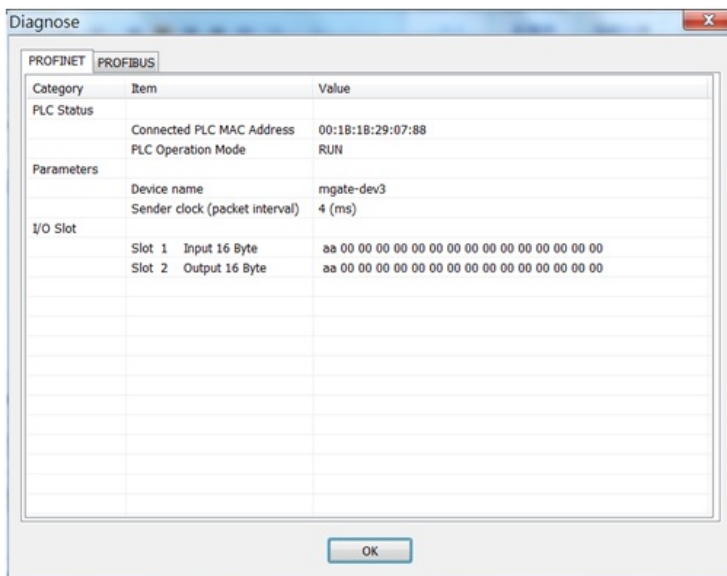 Diagnose
PROFINET PROFIBUS
Category Item Value
PLC Status
Connected PLC MAC Address 00:1B:1B:29:07:88
PLC Operation Mode RUN
Parameters
Device name mgate-dev3
Sender clock (packet interval) 4 (ms)
I/O Slot
Slot 1 Input 16 Byte aa 00 00 00 00 00 00 00 00 00 00 00 00 00 00 00
Slot 2 Output 16 Byte aa 00 00 00 00 00 00 00 00 00 00 00 00 00 00 00
OK